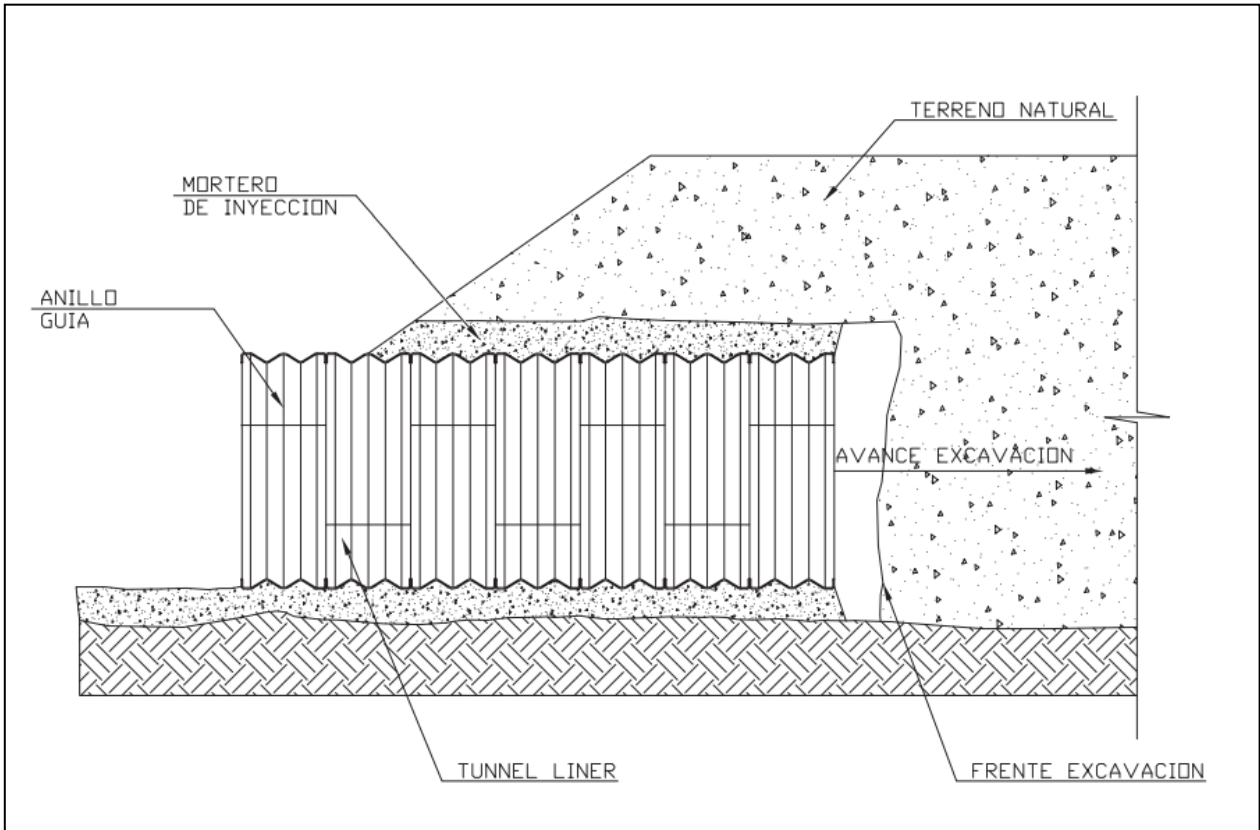 TERRENO NATURAL
MORTERO
DE INYECCION
ANILLO
GUIA
AVANCE EXCAVACION
TUNNEL LINER
FRENTE EXCAVACION